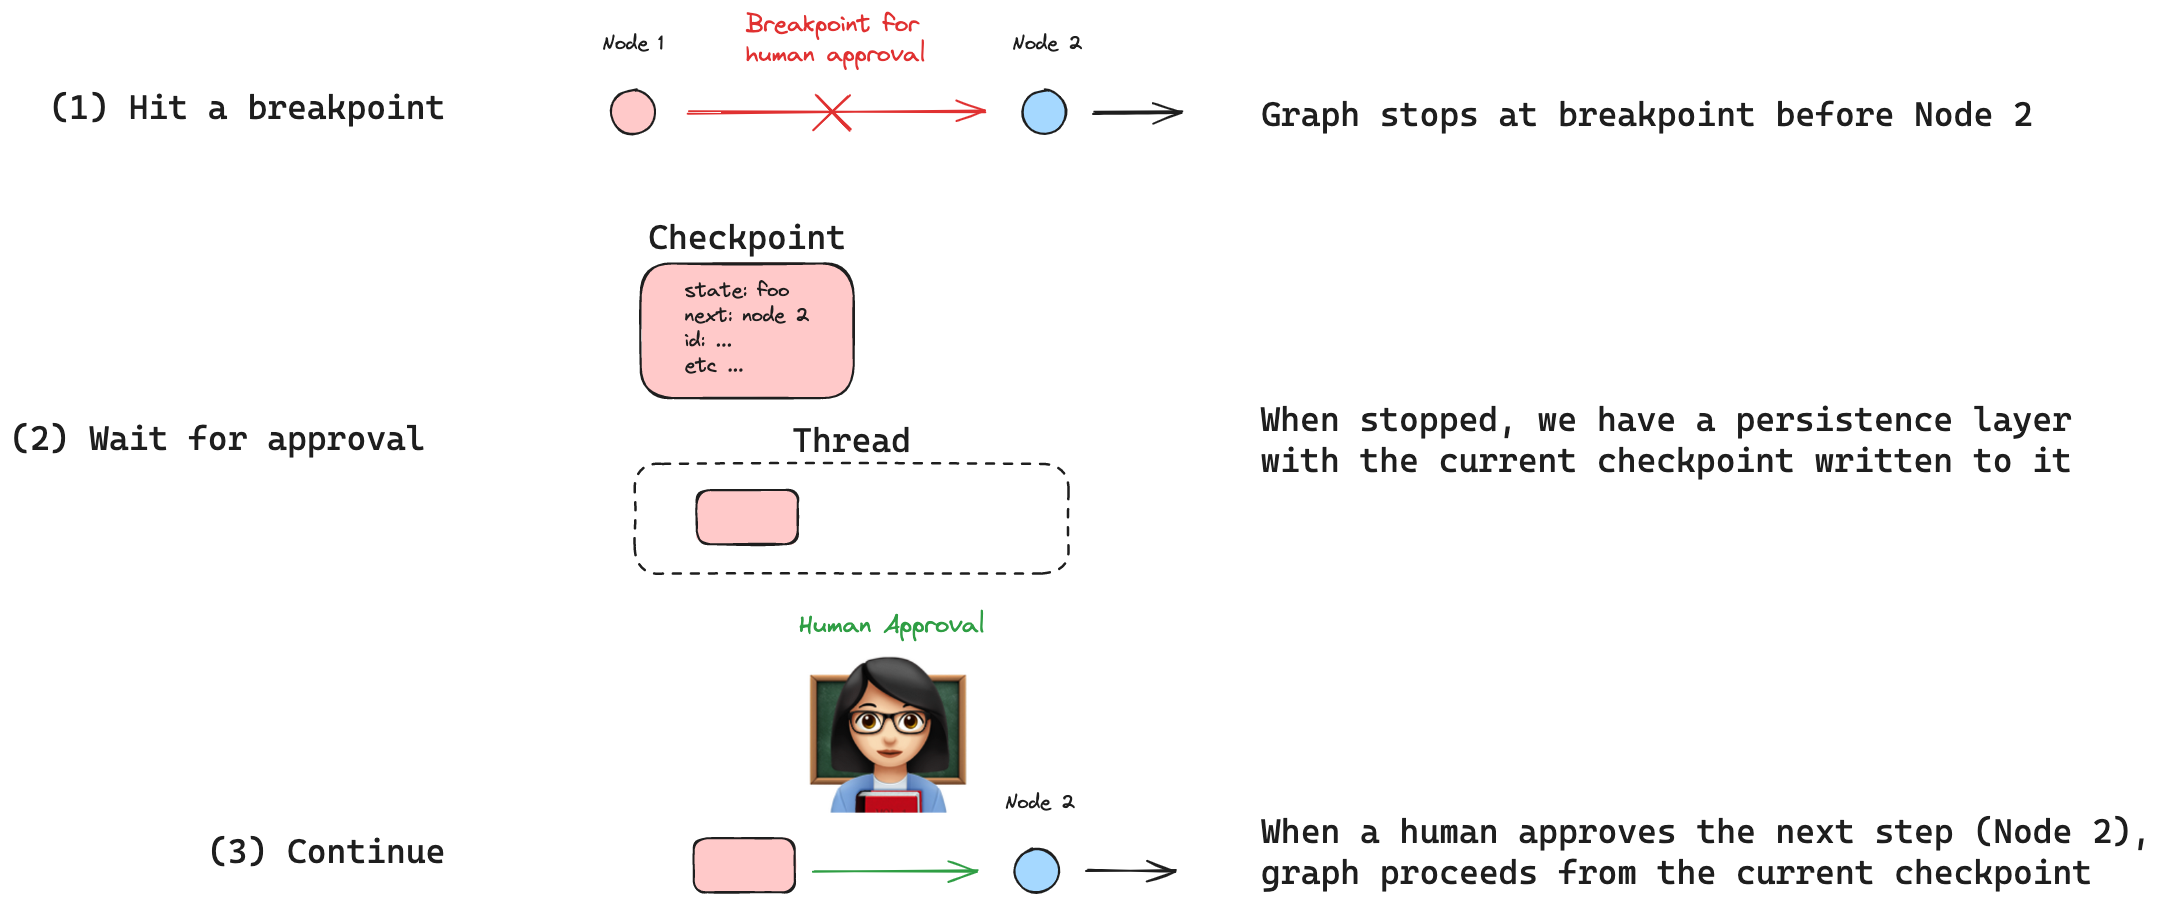 Breakpoint for
human approval
Node 1
Node 2
(1) Hit a breakpoint
Graph stops at breakpoint before Node 2
Checkpoint
state: foo
next: node 2
id: ...
etc ...
(2) Wait for approval
Thread
When stopped, we have a persistence layer
with the current checkpoint written to it
Human Approval
Node 2
(3) Continue
When a human approves the next step (Node 2),
graph proceeds from the current checkpoint